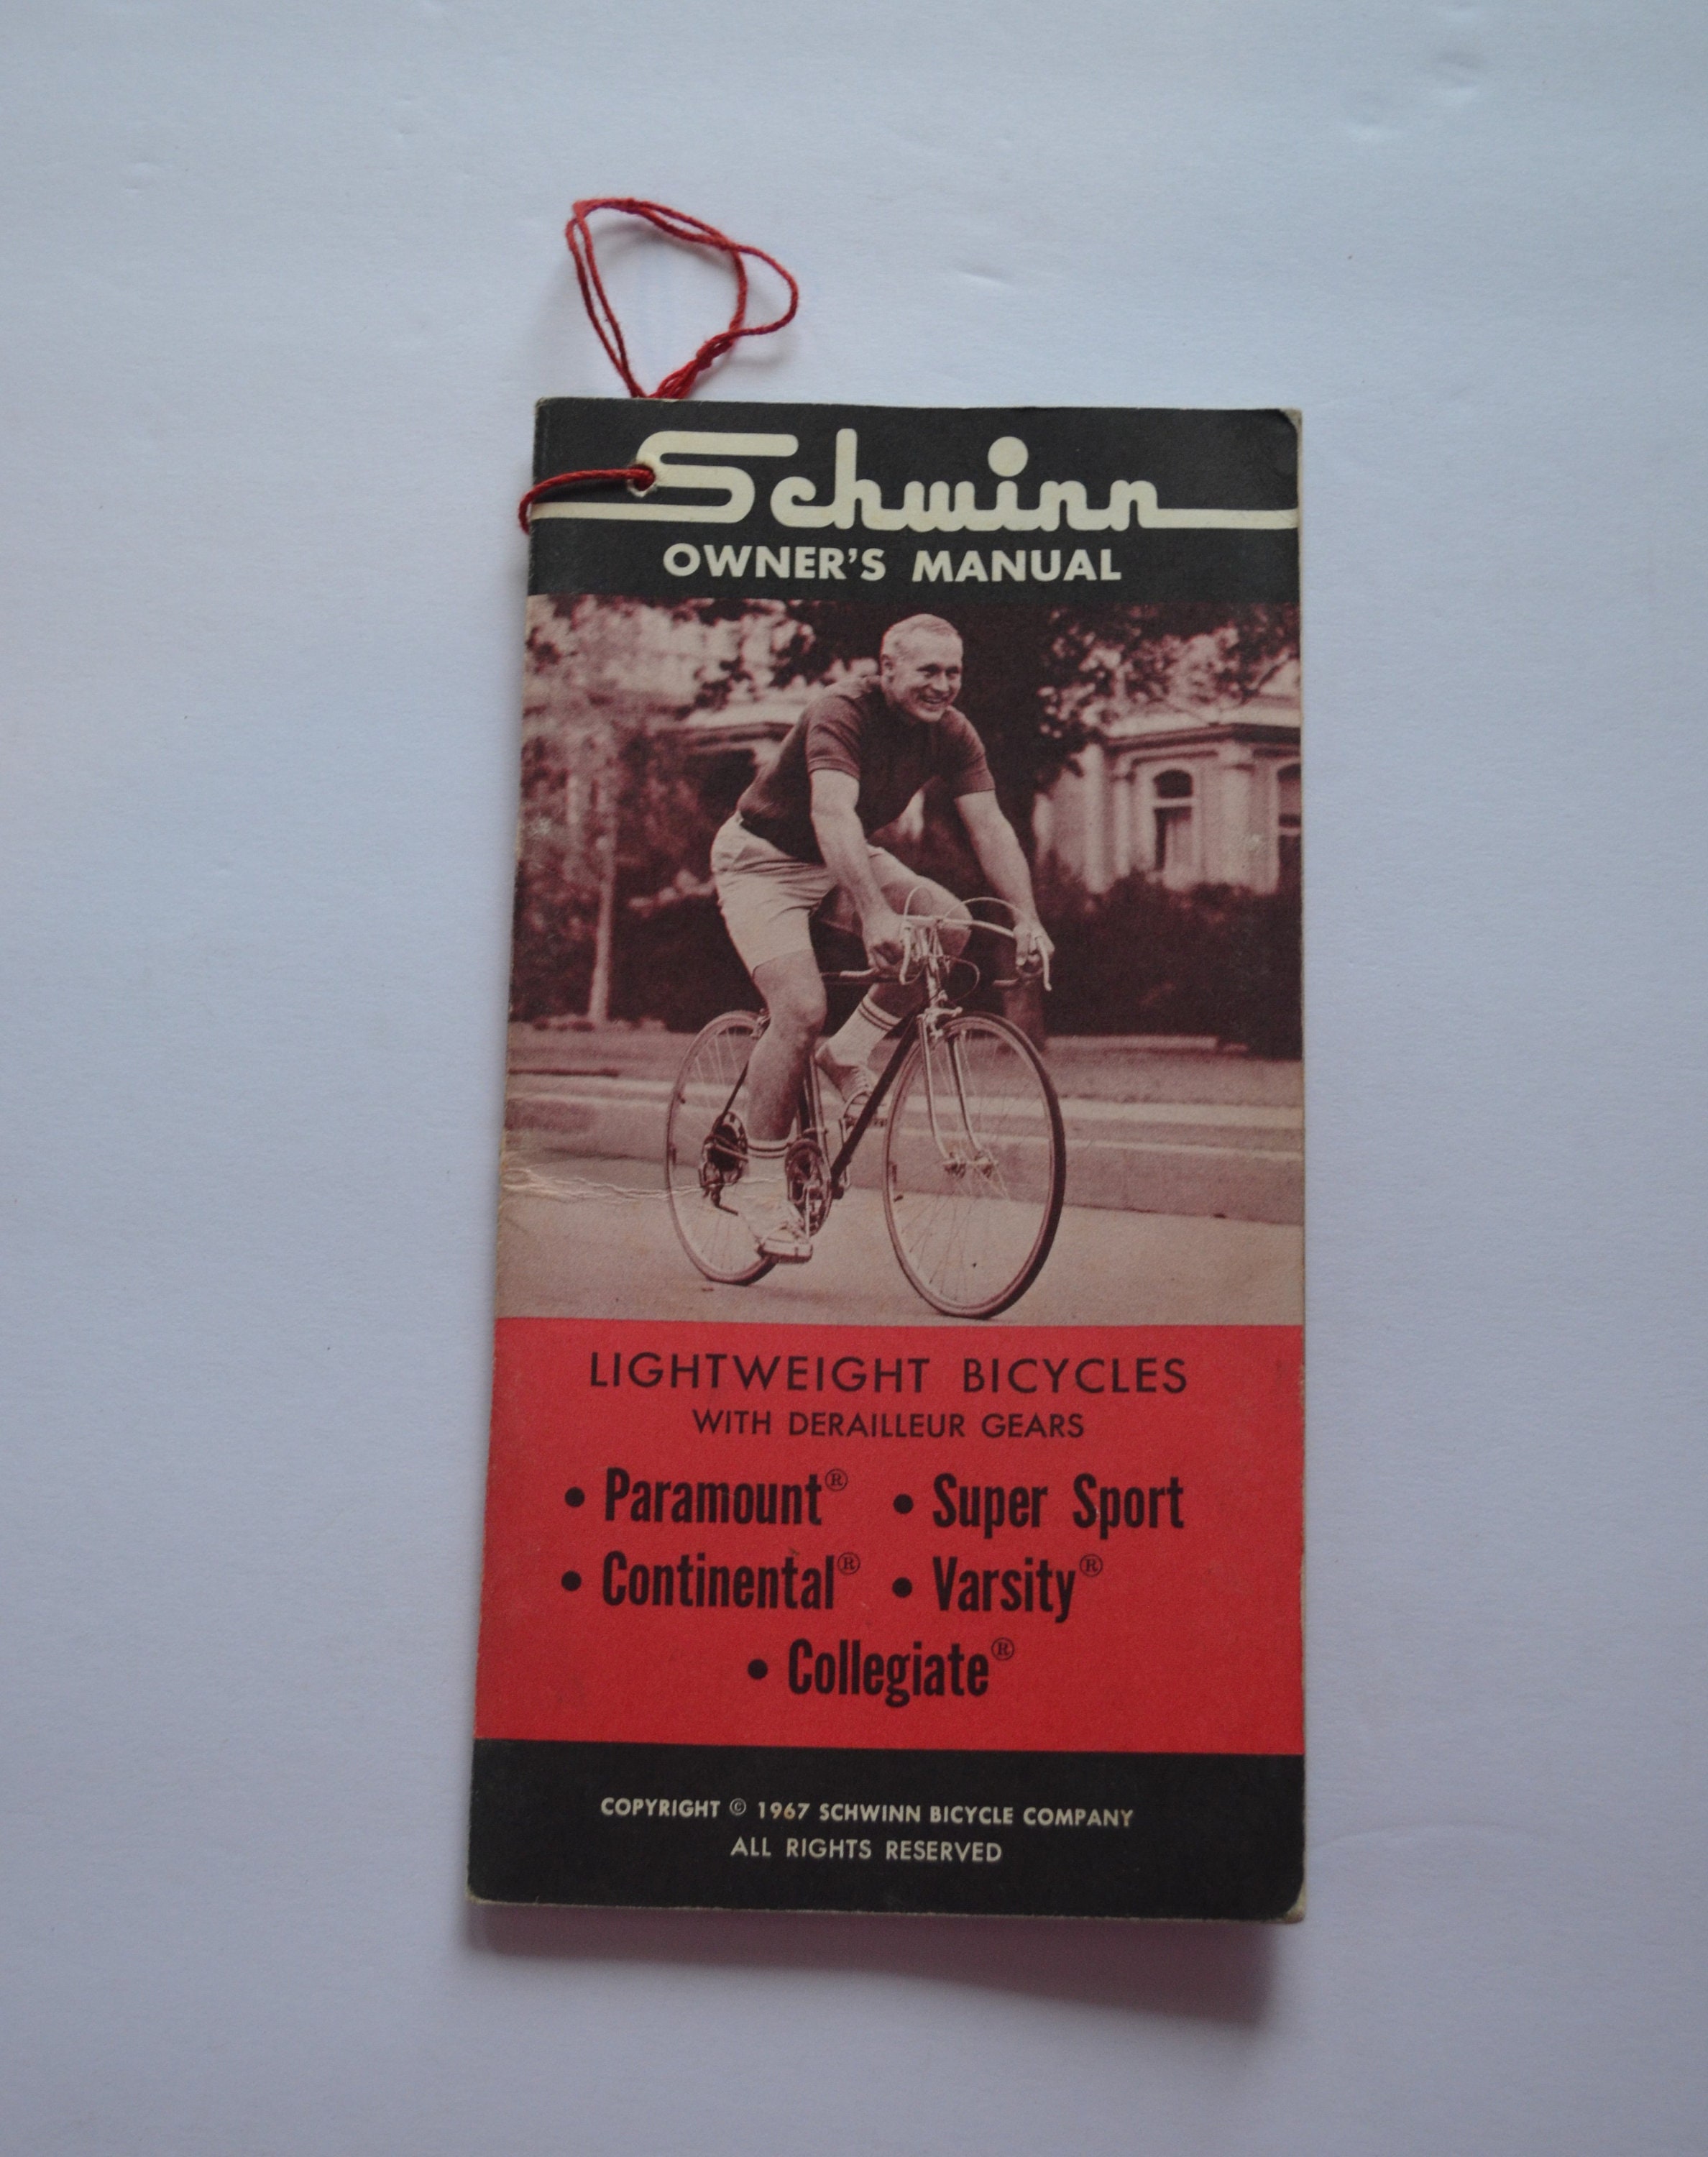 Schwinn
OWNER'S MANUAL
LIGHTWEIGHT BICYCLES
WITH DERAILLEUR GEARS
• Paramount® • Super Sport
• Continental® • Varsity®
• Collegiate®
COPYRIGHT © 1967 SCHWINN BICYCLE COMPANY
ALL RIGHTS RESERVED